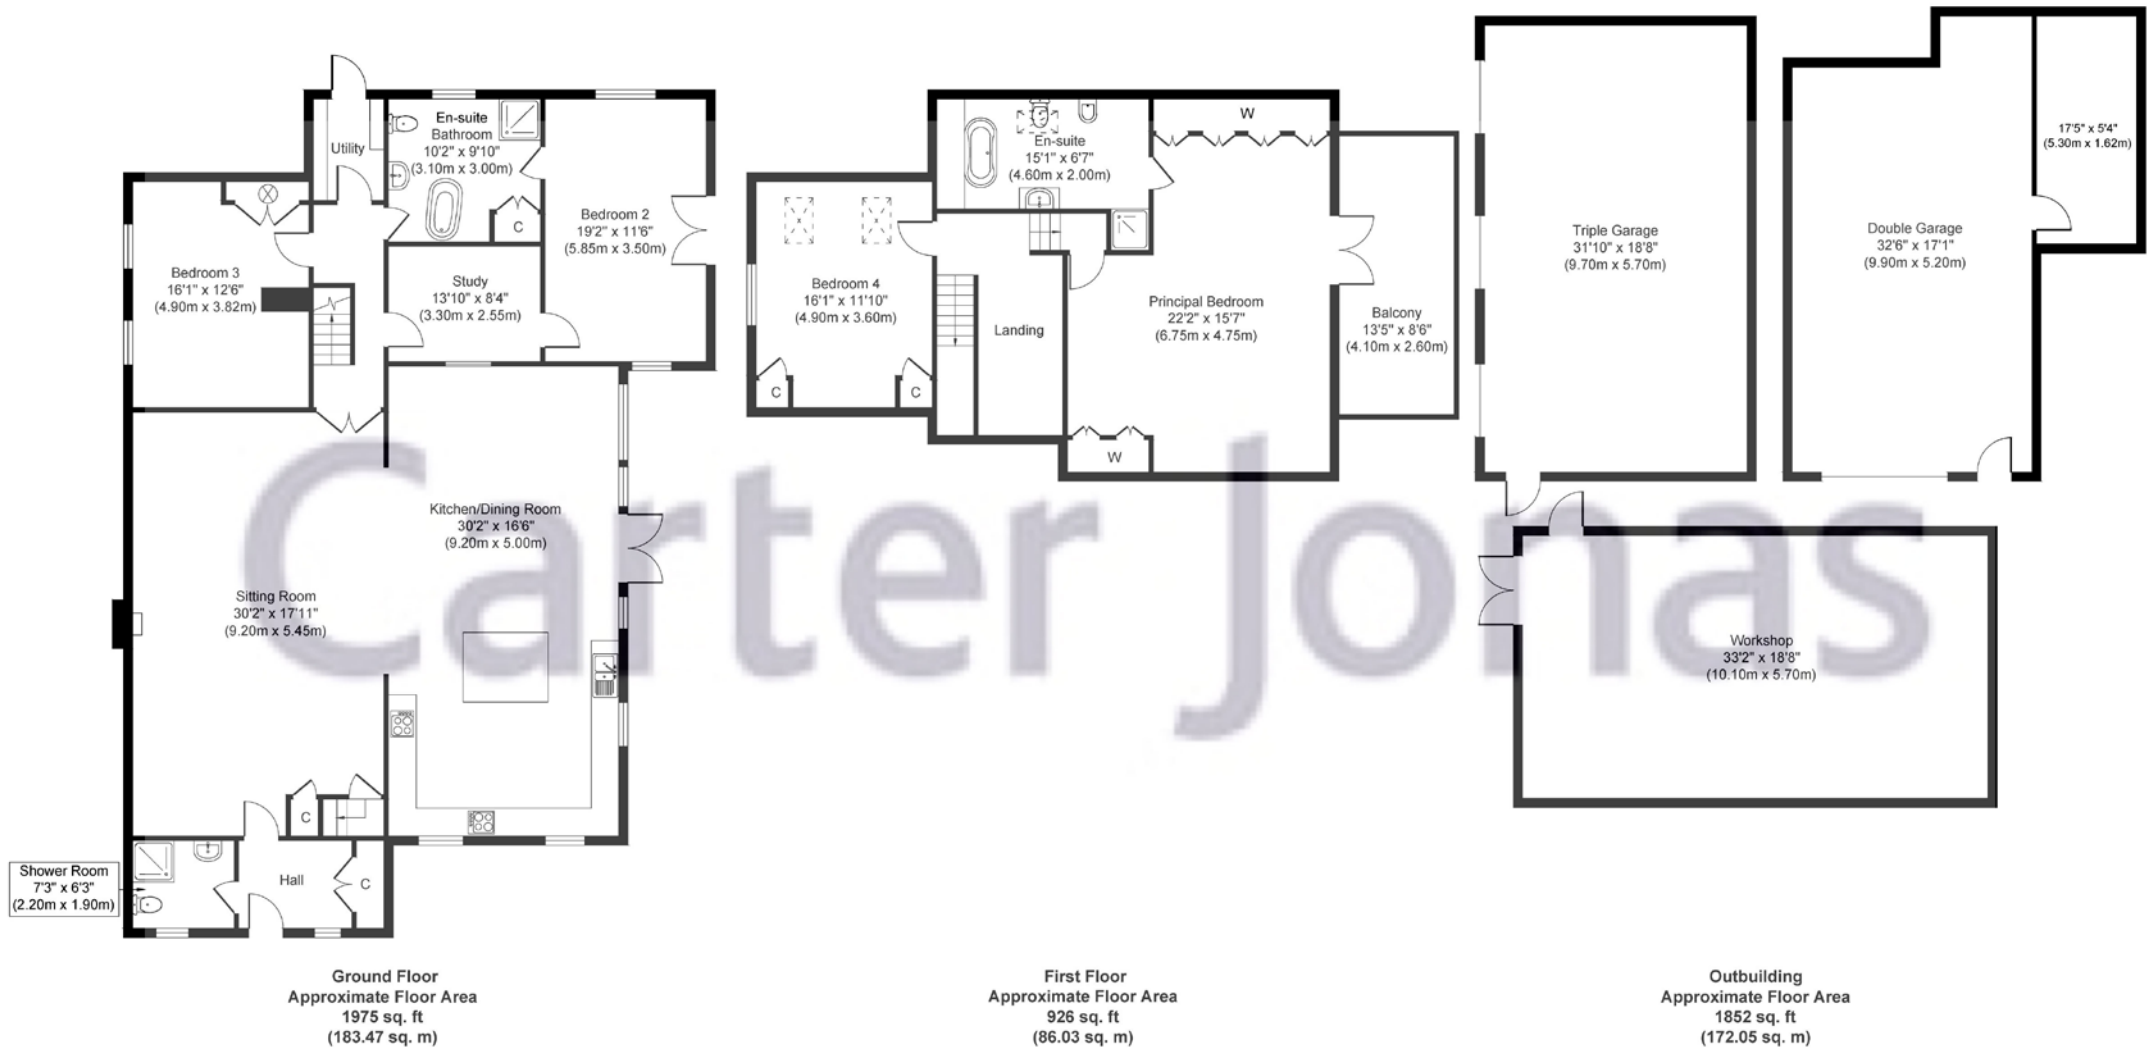 Utility
En-suite
Bathroom
10'2" x 9'10"
(3.10m x 3.00m)
C
Bedroom 2
19'2" x 11'6"
(5.85m x 3.50m)
Bedroom 3
16'1" x 12'6"
(4.90m x 3.82m)
Study
13'10" x 8'4"
(3.30m x 2.55m)
Kitchen/Dining Room
30'2" x 16'6"
(9.20m x 5.00m)
Sitting Room
30'2" x 17'11"
(9.20m x 5.45m)
C
Shower Room
7'3" x 6'3"
(2.20m x 1.90m)
Hall
C
Ground Floor
Approximate Floor Area
1975 sq. ft
(183.47 sq. m)
W
En-suite
15'1" x 6'7"
(4.60m x 2.00m)
Bedroom 4
16'1" x 11'10"
(4.90m x 3.60m)
C
C
Landing
Principal Bedroom
22'2" x 15'7"
(6.75m x 4.75m)
W
Balcony
13'5" x 8'6"
(4.10m x 2.60m)
First Floor
Approximate Floor Area
926 sq. ft
(86.03 sq. m)
Triple Garage
31'10" x 18'8"
(9.70m x 5.70m)
Double Garage
32'6" x 17'1"
(9.90m x 5.20m)
17'5" x 5'4"
(5.30m x 1.62m)
Workshop
33'2" x 18'8"
(10.10m x 5.70m)
Outbuilding
Approximate Floor Area
1852 sq. ft
(172.05 sq. m)
Carter Jonas